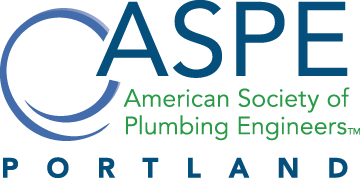 ASPE
American Society of
Plumbing Engineers™
PORTLAND